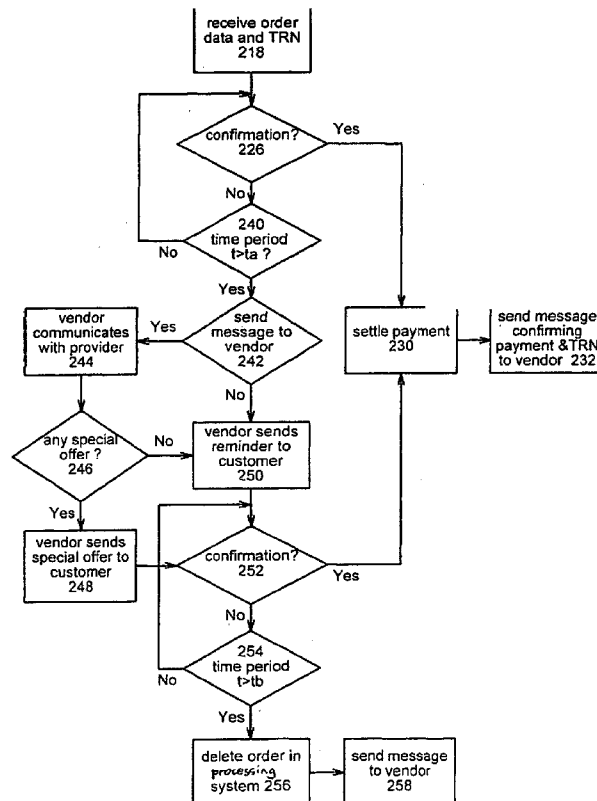 receive order
data and TRN
218
confirmation?
226
Yes
No
240
time period
t>ta ?
No
Yes
send
message to
vendor
242
Yes
No
vendor
communicates
with provider
244
settle payment
230
send message
confirming
payment &TRN
to vendor 232
any special
offer ?
246
No
Yes
vendor sends
reminder to
customer
250
vendor sends
special offer to
customer
248
confirmation?
252
Yes
No
254
time period
t>tb
No
Yes
delete order in
processing
system 256
send message
to vendor
258